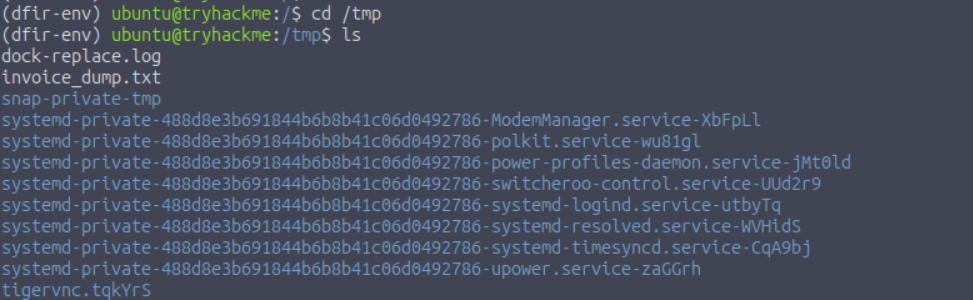 (dfir-env) ubuntu@tryhackme:/$ cd /tmp
(dfir-env) ubuntu@tryhackme:/tmp$ ls
dock-replace.log
invoice_dump.txt
snap-private-tmp
systemd-private-488d8e3b691844b6b8b41c06d0492786-ModemManager.service-XbFpLl
systemd-private-488d8e3b691844b6b8b41c06d0492786-polkit.service-wu81gl
systemd-private-488d8e3b691844b6b8b41c06d0492786-power-profiles-daemon.service-jMt0ld
systemd-private-488d8e3b691844b6b8b41c06d0492786-switcheroo-control.service-UUd2r9
systemd-private-488d8e3b691844b6b8b41c06d0492786-systemd-logind.service-utbyTq
systemd-private-488d8e3b691844b6b8b41c06d0492786-systemd-resolved.service-WVHidS
systemd-private-488d8e3b691844b6b8b41c06d0492786-systemd-timesyncd.service-CqA9bj
systemd-private-488d8e3b691844b6b8b41c06d0492786-upower.service-zaGGrh
tigervnc.tqkYrS